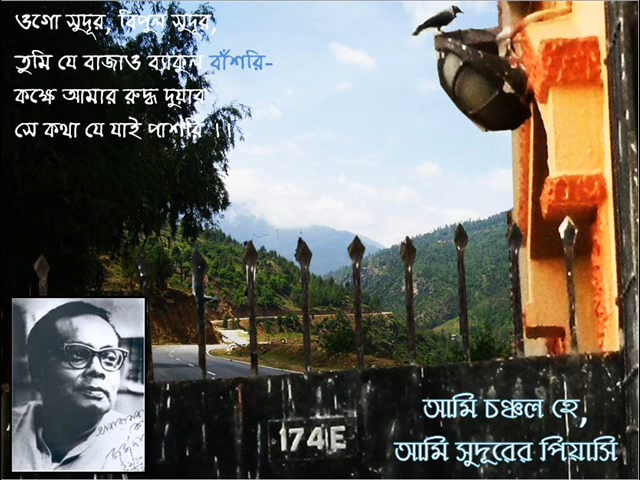 ওগো সুদূর, বিপুল সুদূর,
তুমি যে বাজাও ব্যাকুল বাঁশরি-
কক্ষে আমার রুদ্ধ দুয়ার
সে কথা যে যাই পাশরি ।।
174E
আমি চঞ্চল হে,
আমি সুদূরের পিয়াসি